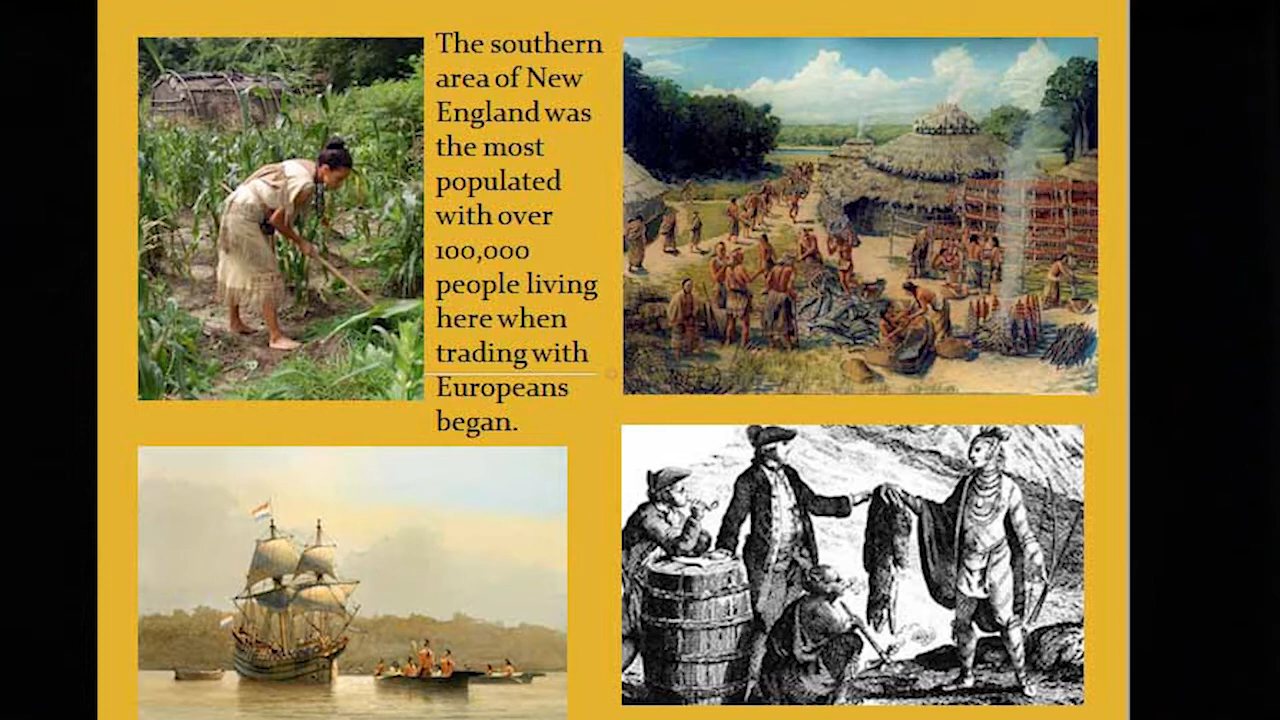 The southern
area of New
England was
the most
populated
with over
100,000
people living
here when
trading with
Europeans
began.